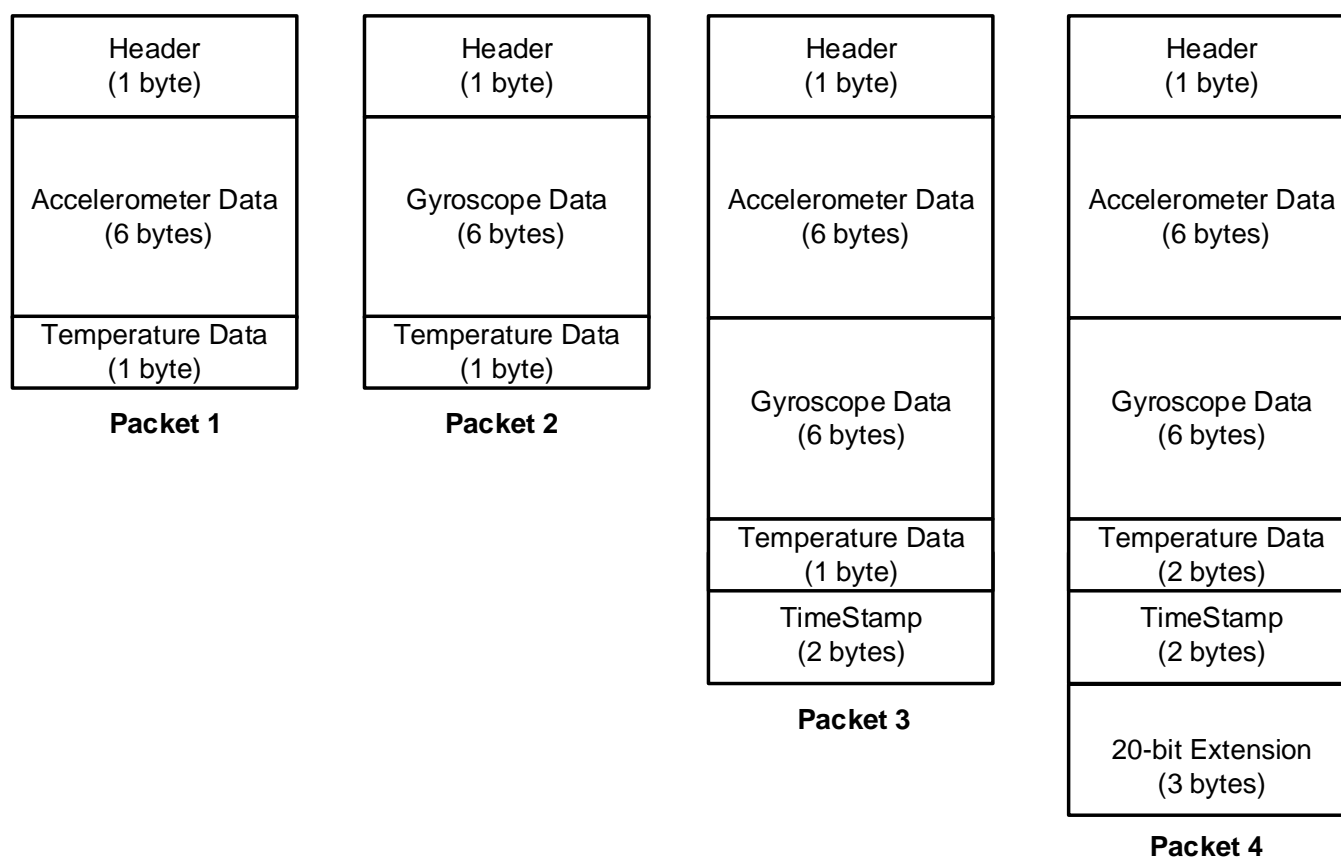 Header
(1 byte)
Accelerometer Data
(6 bytes)
Temperature Data
(1 byte)
Packet 1
Header
(1 byte)
Gyroscope Data
(6 bytes)
Temperature Data
(1 byte)
Packet 2
Header
(1 byte)
Accelerometer Data
(6 bytes)
Gyroscope Data
(6 bytes)
Temperature Data
(1 byte)
TimeStamp
(2 bytes)
Packet 3
Header
(1 byte)
Accelerometer Data
(6 bytes)
Gyroscope Data
(6 bytes)
Temperature Data
(2 bytes)
TimeStamp
(2 bytes)
20-bit Extension
(3 bytes)
Packet 4